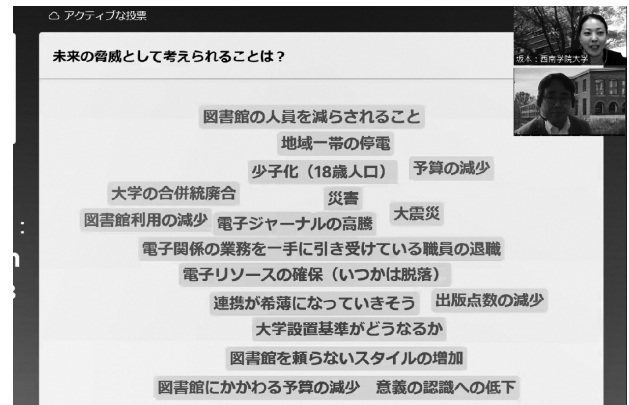 アクティブな投票
未来の脅威として考えられることは？
坂本：西南学院大学
図書館の人員を減らされること
地域一帯の停電
少子化（18歳人口）
予算の減少
大学の合併統廃合
災害
図書館利用の減少
電子ジャーナルの高騰
大震災
電子関係の業務を一手に引き受けている職員の退職
電子リソースの確保（いつかは脱落）
連携が希薄になっていきそう
出版点数の減少
大学設置基準がどうなるか
図書館を頼らないスタイルの増加
図書館にかかわる予算の減少　意義の認識への低下